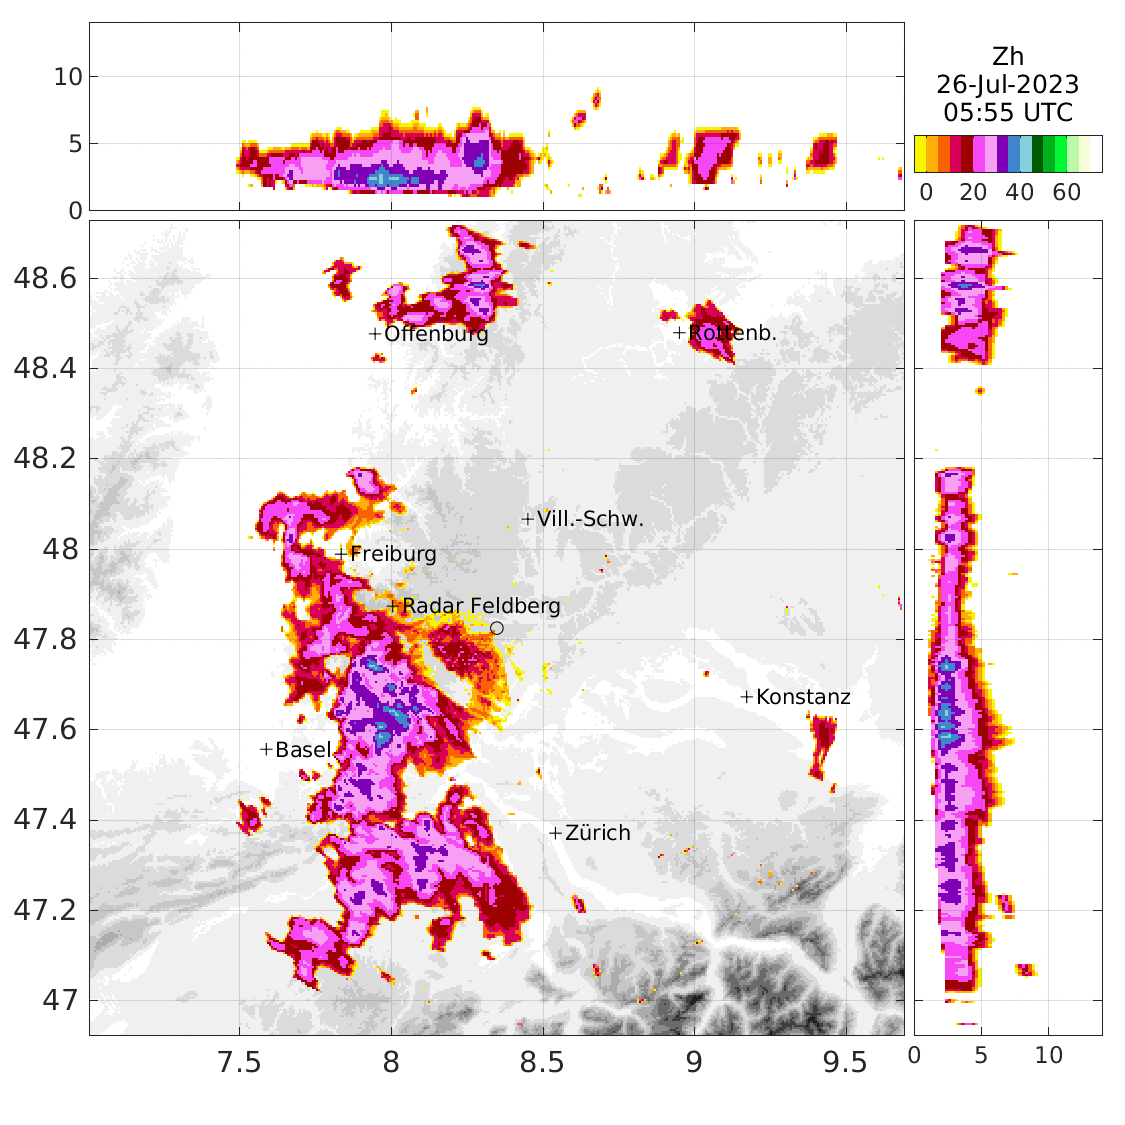 10
5
0
Zh
26-Jul-2023
05:55 UTC
0 20 40 60
48.6
48.4
48.2
48
47.8
47.6
47.4
47.2
47
Offenburg
Rottenb.
Vill.-Schw.
Freiburg
Radar Feldberg
Konstanz
Basel
Zürich
7.5 8 8.5 9 9.5
0 5 10